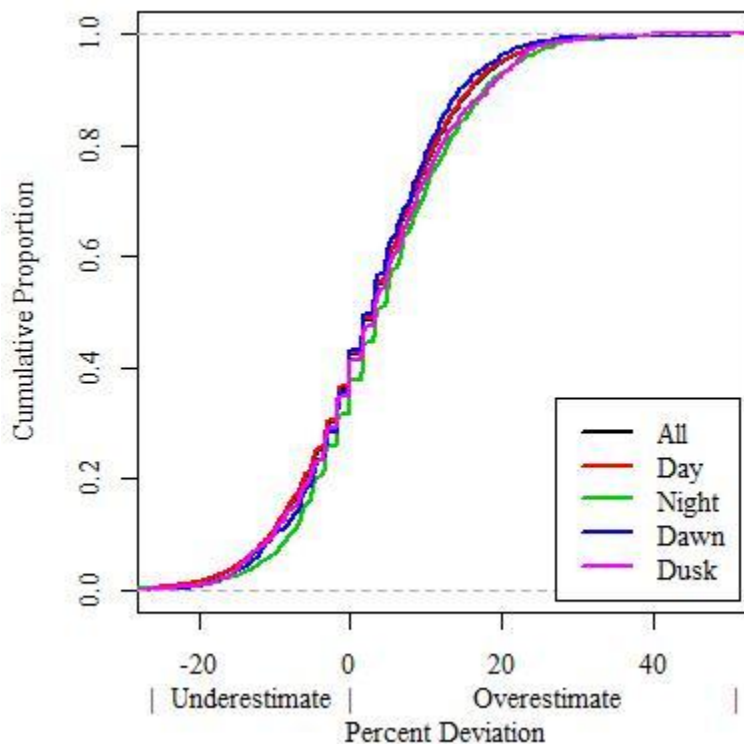 Cumulative Proportion
1.0
0.8
0.6
0.4
0.2
0.0
All
Day
Night
Dawn
Dusk
-20 0 20 40
| Underestimate | Overestimate |
Percent Deviation